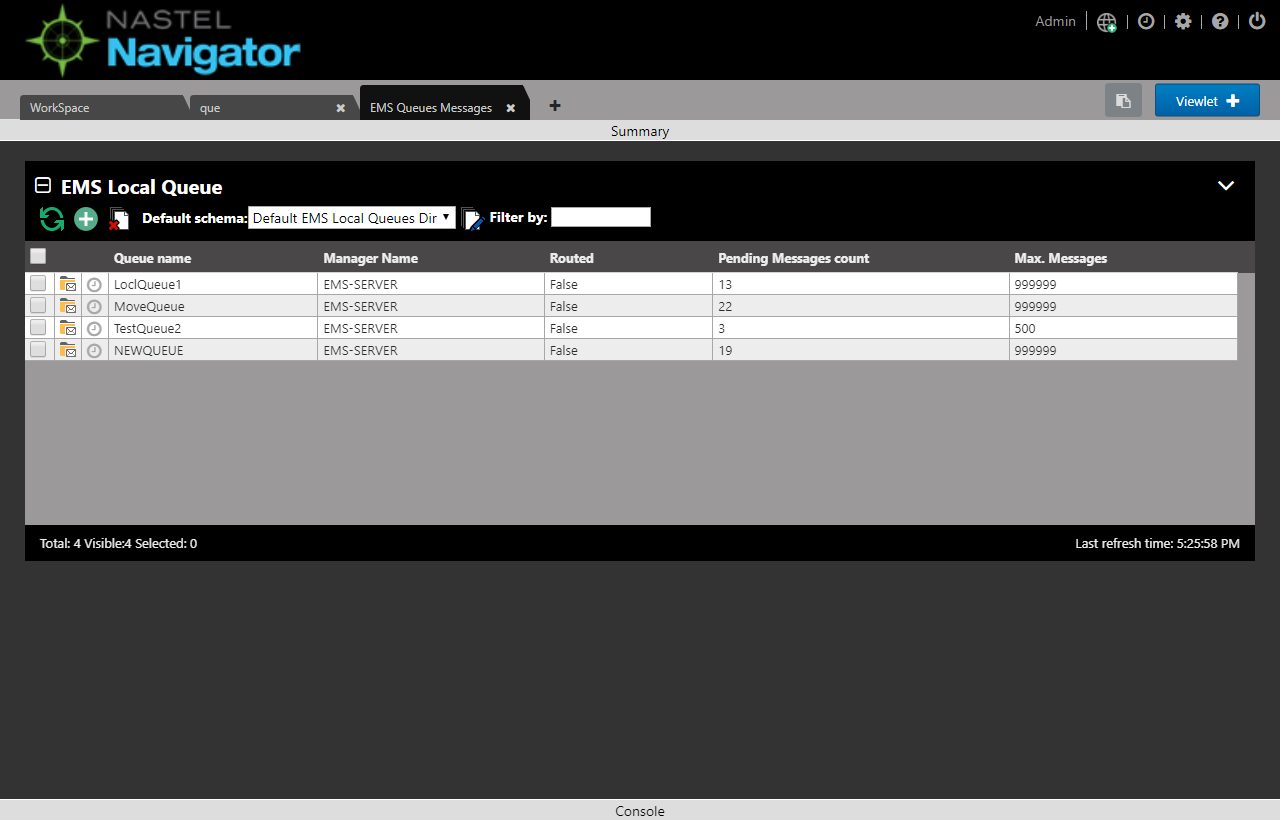 NASTEL
Navigator
Admin
WorkSpace
que
EMS Queues Messages
Viewlet
Summary
EMS Local Queue
Default schema: Default EMS Local Queues Dir Filter by:
Queue name Manager Name Routed Pending Messages count Max. Messages
LoclQueue1 EMS-SERVER False 13 999999
MoveQueue EMS-SERVER False 22 999999
TestQueue2 EMS-SERVER False 3 500
NEWQUEUE EMS-SERVER False 19 999999
Total: 4 Visible:4 Selected: 0 Last refresh time: 5:25:58 PM
Console